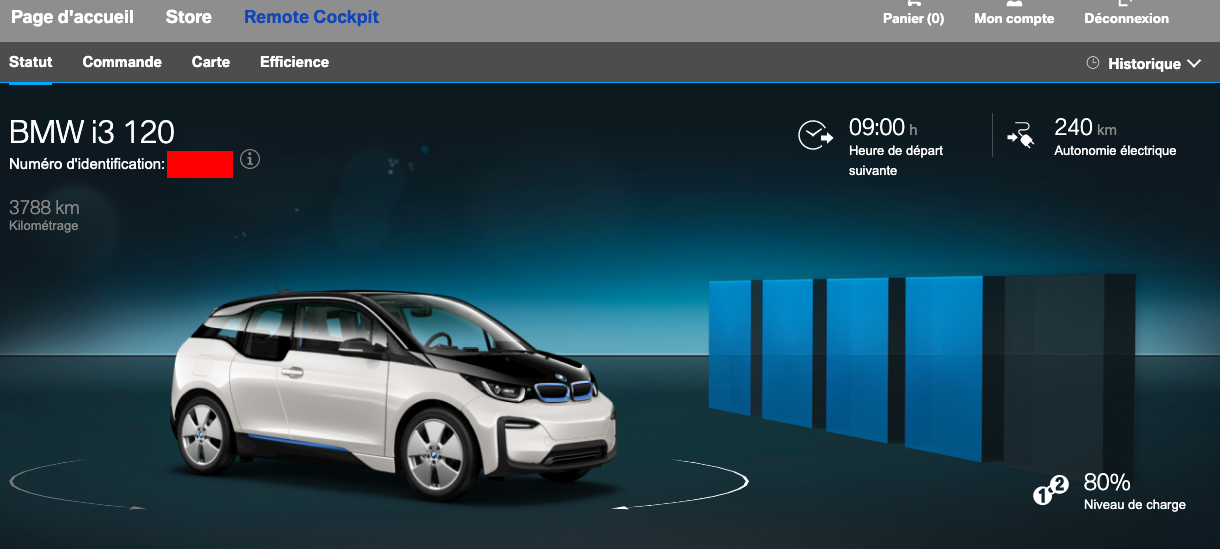 Page d'accueil Store Remote Cockpit Panier (0) Mon compte Déconnexion
Statut Commande Carte Efficience Historique
BMW i3 120
Numéro d'identification:
3788 km
Kilométrage
09:00 h
Heure de départ
suivante
240 km
Autonomie électrique
1 2 80%
Niveau de charge